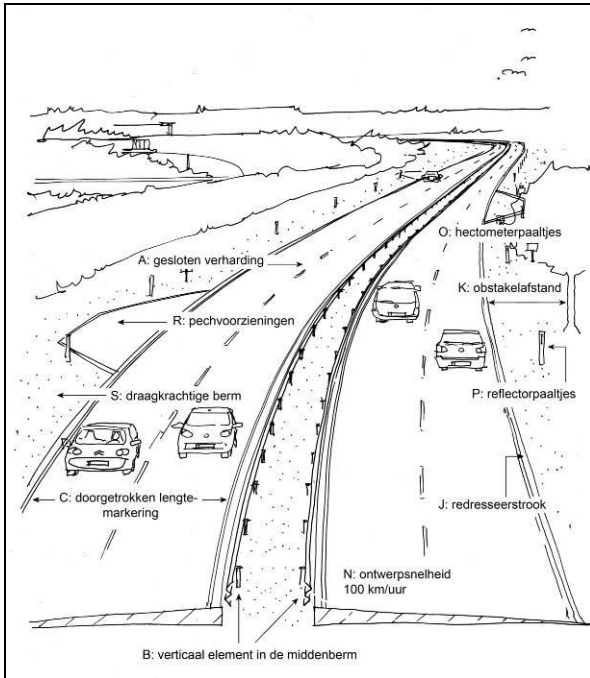 O: hectometerpaaltjes
A: gesloten verharding
K: obstakelafstand
R: pechvoorzieningen
P: reflectorpaaltjes
S: draagkrachtige berm
C: doorgetrokken lengte-
markering
J: redresseerstrook
N: ontwerpsnelheid
100 km/uur
B: verticaal element in de middenberm